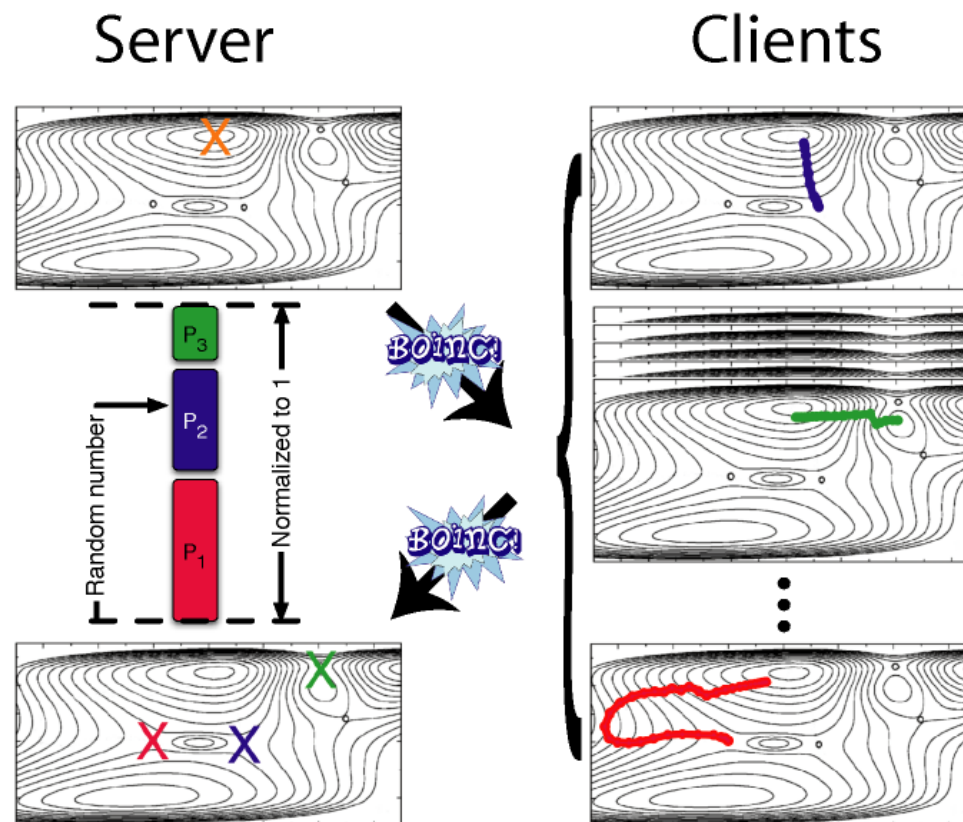 Server
Clients
X
P3
P2
P1
Random number
Normalized to 1
BOINC!
BOINC!
X
X
X